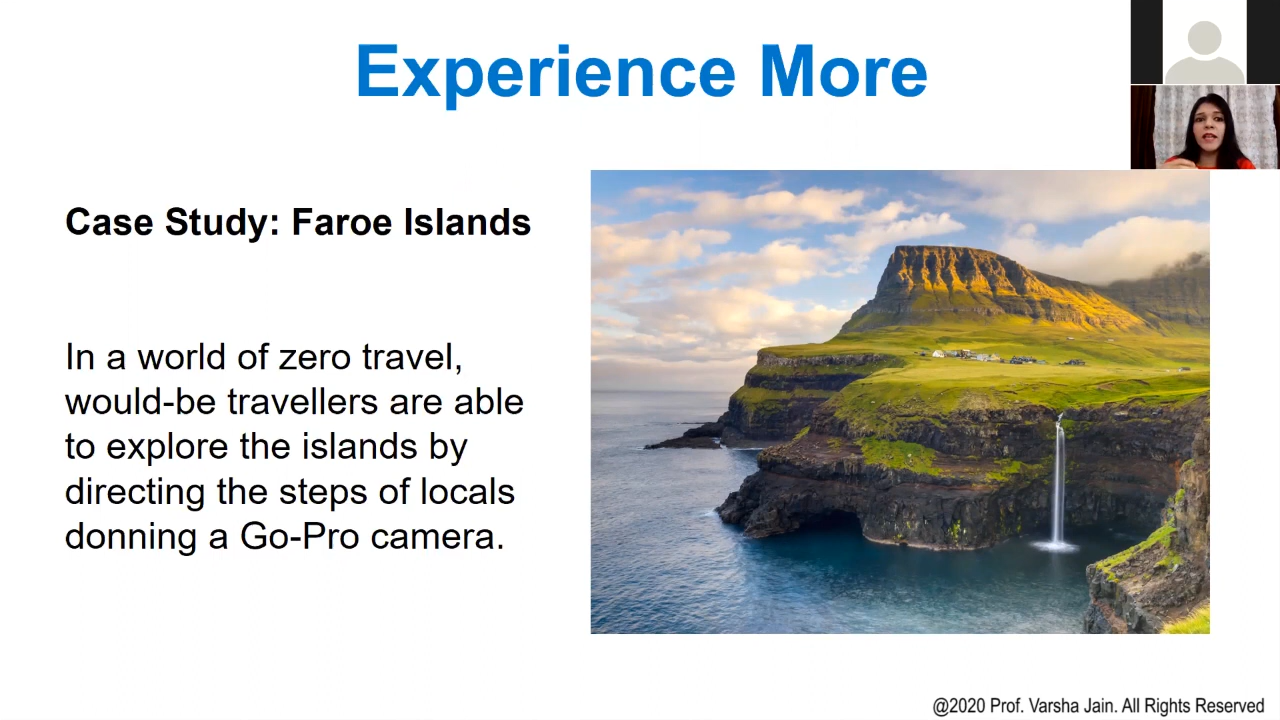 Experience More
Case Study: Faroe Islands
In a world of zero travel,
would-be travellers are able
to explore the islands by
directing the steps of locals
donning a Go-Pro camera.
@2020 Prof. Varsha Jain. All Rights Reserved